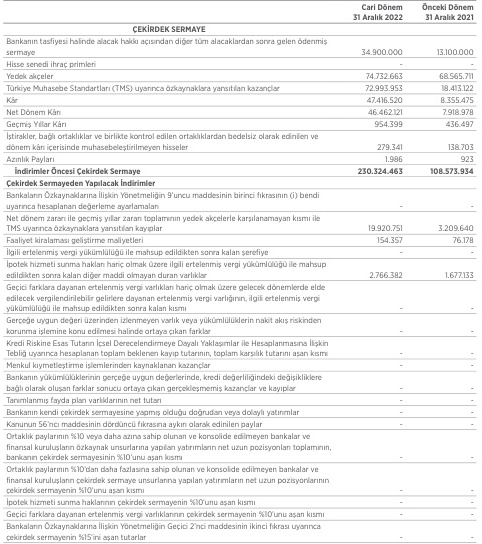 Cari Dönem Önceki Dönem
31 Aralık 2022 31 Aralık 2021
ÇEKİRDEK SERMAYE
Bankanın tasfiyesi halinde alacak hakkı açısından diğer tüm alacaklardan sonra gelen ödenmiş
sermaye 34.900.000 13.100.000
Hisse senedi ihraç primleri - -
Yedek akçeler 74.732.663 68.565.711
Türkiye Muhasebe Standartları (TMS) uyarınca özkaynaklara yansıtılan kazançlar 72.993.953 18.413.122
Kâr 47.416.520 8.355.475
Net Dönem Kârı 46.462.121 7.918.978
Geçmiş Yıllar Kârı 954.399 436.497
İştirakler, bağlı ortaklıklar ve birlikte kontrol edilen ortaklıklardan bedelsiz olarak edinilen ve
dönem kârı içerisinde muhasebeleştirilmeyen hisseler 279.341 138.703
Azınlık Payları 1.986 923
İndirimler Öncesi Çekirdek Sermaye 230.324.463 108.573.934
Çekirdek Sermayeden Yapılacak İndirimler
Bankaların Özkaynaklarına İlişkin Yönetmeliğin 9'uncu maddesinin birinci fıkrasının (i) bendi
uyarınca hesaplanan değerleme ayarlamaları - -
Net dönem zararı ile geçmiş yıllar zararı toplamının yedek akçelerle karşılanamayan kısmı ile
TMS uyarınca özkaynaklara yansıtılan kayıplar 19.920.751 3.209.640
Faaliyet kiralaması geliştirme maliyetleri 154.357 76.178
İlgili ertelenmiş vergi yükümlülüğü ile mahsup edildikten sonra kalan şerefiye - -
İpotek hizmeti sunma hakları hariç olmak üzere ilgili ertelenmiş vergi yükümlülüğü ile mahsup
edildikten sonra kalan diğer maddi olmayan duran varlıklar 2.766.382 1.677.133
Geçici farklara dayanan ertelenmiş vergi varlıkları hariç olmak üzere gelecek dönemlerde elde
edilecek vergilendirilebilir gelirlere dayanan ertelenmiş vergi varlığının, ilgili ertelenmiş vergi
yükümlülüğü ile mahsup edildikten sonra kalan kısmı - -
Gerçeğe uygun değeri üzerinden izlenmeyen varlık veya yükümlülüklerin nakit akış riskinden
korunma işlemine konu edilmesi halinde ortaya çıkan farklar - -
Kredi Riskine Esas Tutarın İçsel Derecelendirmeye Dayalı Yaklaşımlar ile Hesaplanmasına İlişkin
Tebliğ uyarınca hesaplanan toplam beklenen kayıp tutarının, toplam karşılık tutarını aşan kısmı - -
Menkul kıymetleştirme işlemlerinden kaynaklanan kazançlar - -
Bankanın yükümlülüklerinin gerçeğe uygun değerlerinde, kredi değerliliğindeki değişikliklere
bağlı olarak oluşan farklar sonucu ortaya çıkan gerçekleşmemiş kazançlar ve kayıplar - -
Tanımlanmış fayda plan varlıklarının net tutarı - -
Bankanın kendi çekirdek sermayesine yapmış olduğu doğrudan veya dolaylı yatırımlar - -
Kanunun 56'ncı maddesinin dördüncü fıkrasına aykırı olarak edinilen paylar - -
Ortaklık paylarının %10 veya daha azına sahip olunan ve konsolide edilmeyen bankalar ve
finansal kuruluşların özkaynak unsurlarına yapılan yatırımların net uzun pozisyonları toplamının,
bankanın çekirdek sermayesinin %10'unu aşan kısmı - -
Ortaklık paylarının %10'dan daha fazlasına sahip olunan ve konsolide edilmeyen bankalar ve
finansal kuruluşların çekirdek sermaye unsurlarına yapılan yatırımların net uzun pozisyonlarının
çekirdek sermayenin %10'unu aşan kısmı - -
İpotek hizmeti sunma haklarının çekirdek sermayenin %10'unu aşan kısmı - -
Geçici farklara dayanan ertelenmiş vergi varlıklarının çekirdek sermayenin %10'unu aşan kısmı - -
Bankaların Özkaynaklarına İlişkin Yönetmeliğin Geçici 2'nci maddesinin ikinci fıkrası uyarınca
çekirdek sermayenin %15'ini aşan tutarlar - -